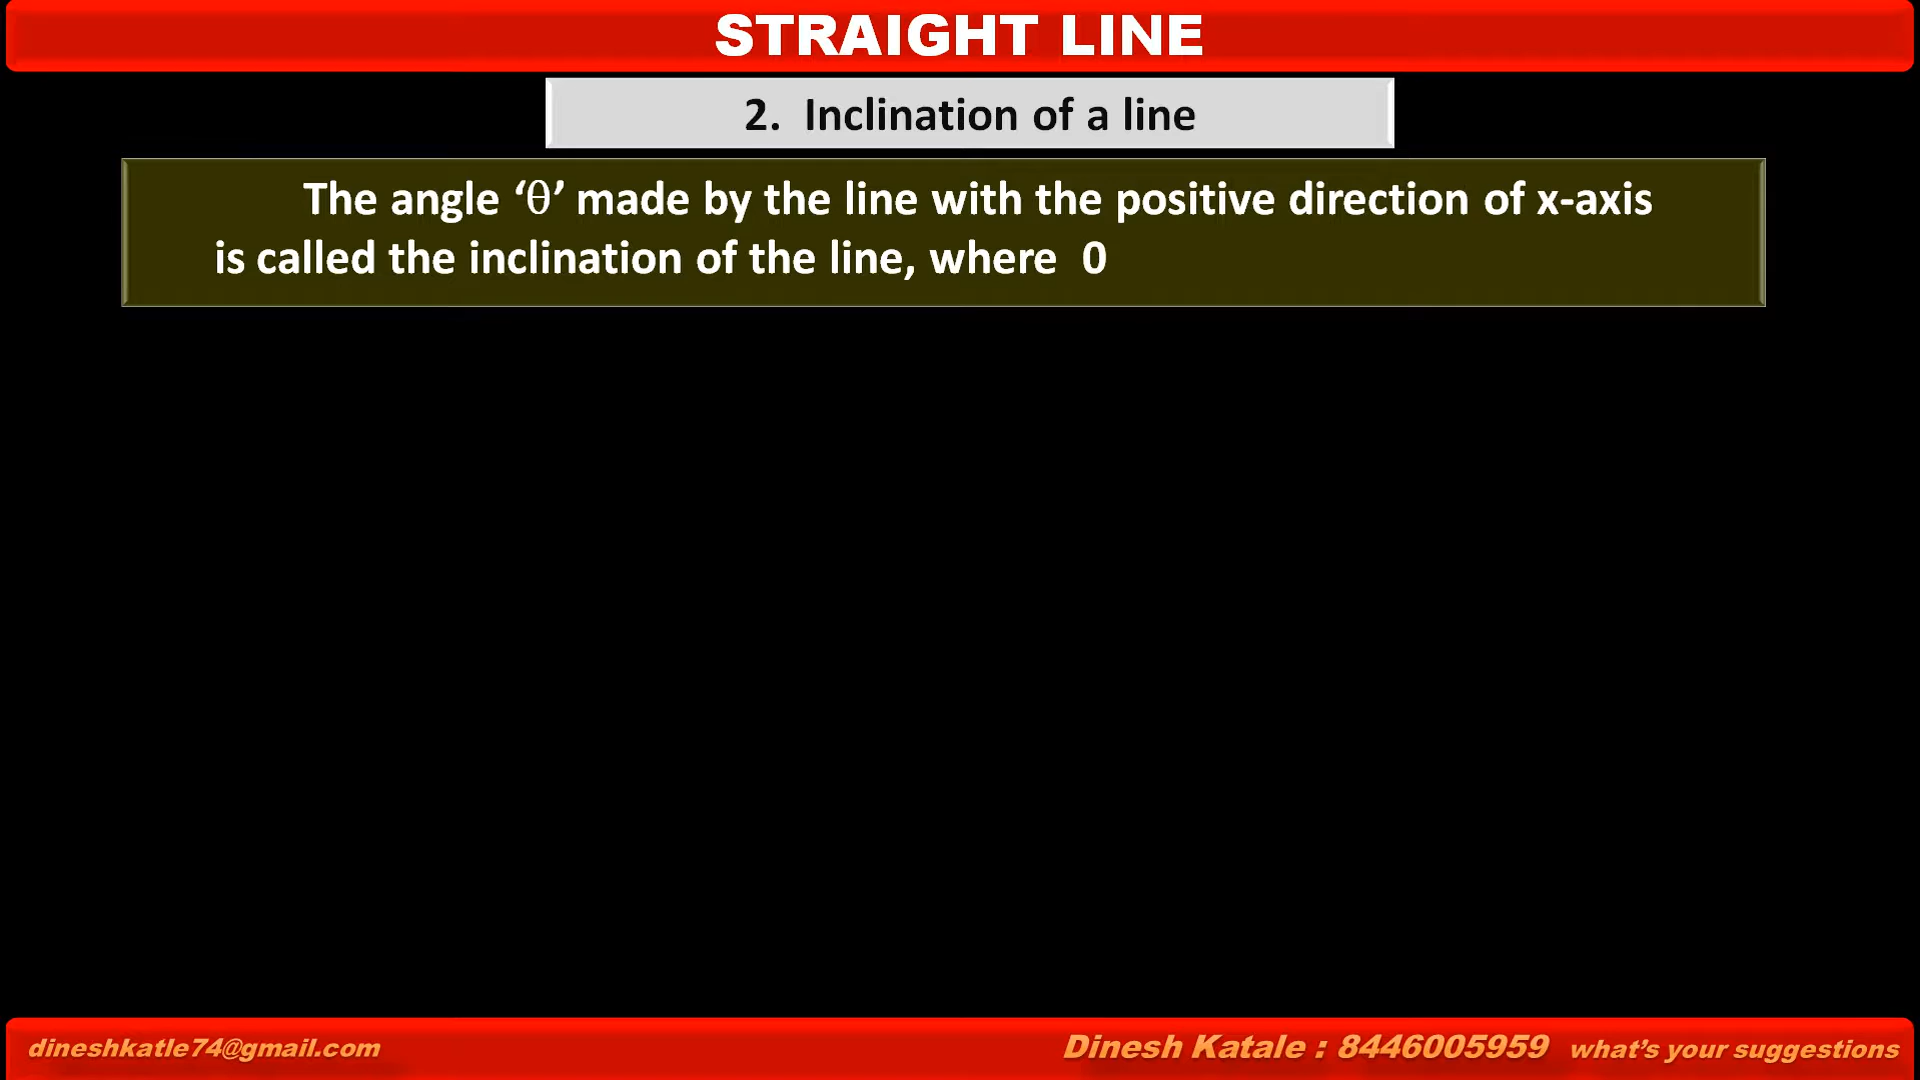 STRAIGHT LINE
2. Inclination of a line
The angle ‘θ’ made by the line with the positive direction of x-axis
is called the inclination of the line, where 0
dineshkatle74@gmail.com
Dinesh Katale : 8446005959 what’s your suggestions